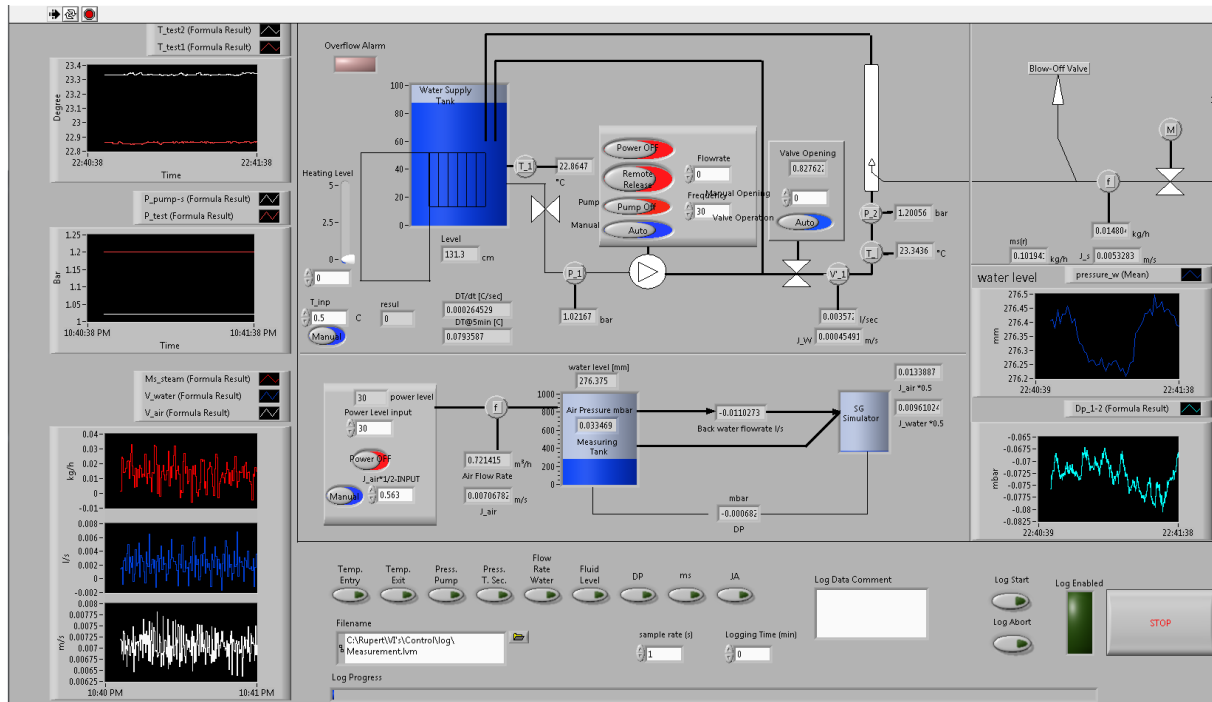 T_test2 (Formula Result)
T_test1 (Formula Result)
23.4
23.2
23
22.9
22.8
Degree
22:40:38
22:41:38
Time
P_pump-s (Formula Result)
P_test (Formula Result)
1.25
1.2
1.15
1.1
1.05
1
Bar
10:40:38 PM
10:41:38 PM
Time
Ms_steam (Formula Result)
V_water (Formula Result)
V_air (Formula Result)
0.04
0.03
0.02
0.01
0
-0.01
kg/h
0.008
0.006
0.004
0.002
0
-0.002
l/s
0.008
0.00775
0.0075
0.00725
0.007
0.00675
0.0065
0.00625
m/s
10:40 PM
10:41 PM
Overflow Alarm
Water Supply
Tank
100
80
60
40
20
0
Heating Level
5
2.5
0
0
T_inp
0.5
C
Manual
resul
0
Level
131.3
cm
DT/dt [C/sec]
0.000264529
DT@5min [C]
0.0793587
T_1
22.8647
°C
Pump
Manual
Power OFF
Remote
Release
Pump Off
Auto
Flowrate
0
Frequency
30
Valve Opening
0.827622
Manual Opening
0
Valve Operation
Auto
P_1
1.02167
bar
V'_1
0.003572
l/sec
J_W
0.00045491
m/s
P_2
1.20056
bar
T_
23.3436
°C
Blow-Off Valve
M
f
0.014804
kg/h
ms(r)
0.101942
kg/h
J_s
0.0053283
m/s
water level
pressure_w (Mean)
276.5
276.4
276.35
276.3
276.25
276.2
mm
22:40:39
22:41:38
Dp_1-2 (Formula Result)
-0.065
-0.07
-0.0725
-0.0775
-0.08
-0.0825
mbar
22:40:39
22:41:38
30
power level
Power Level input
30
Power OFF
J_air*1/2-INPUT
Manual
0.563
f
0.721415
m³/h
Air Flow Rate
0.00706782
m/s
J_air
water level [mm]
276.375
1000
800
600
400
200
0
Air Pressure mbar
0.033469
Measuring
Tank
-0.0110273
Back water flowrate l/s
mbar
-0.000682
DP
SG
Simulator
0.0133887
J_air *0.5
0.0096102
J_water *0.5
Temp.
Entry
Temp.
Exit
Press.
Pump
Press.
T. Sec.
Flow
Rate
Water
Fluid
Level
DP
ms
JA
Filename
C:\Rupert\VI's\Control\log\
Measurement.lvm
sample rate (s)
1
Logging Time (min)
0
Log Data Comment
Log Start
Log Abort
Log Enabled
STOP
Log Progress